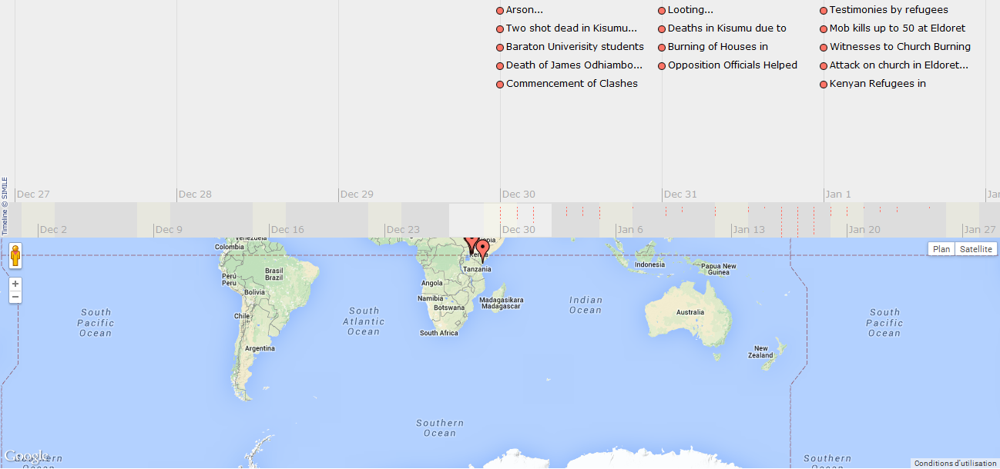 Arson...
Looting...
Testimonies by refugees
Two shot dead in Kisumu...
Deaths in Kisumu due to
Mob kills up to 50 at Eldoret
Baraton Univerisity students
Burning of Houses in
Witnesses to Church Burning
Death of James Odhiambo...
Opposition Officials Helped
Attack on church in Eldoret...
Commencement of Clashes
Kenyan Refugees in
Timeline © SIMILE
Dec 27
Dec 28
Dec 29
Dec 30
Dec 31
Jan 1
Dec 2
Dec 9
Dec 16
Dec 23
Dec 30
Jan 6
Jan 13
Jan 20
Jan 27
Venezuela
Colombia
Perú
Peru
Brasil
Brazil
Bolivia
Chile
Argentina
Kenya
Tanzania
Angola
Namibia
Botswana
Madagasikara
Madagascar
South Africa
Indonesia
Papua New
Guinea
Australia
New
Zealand
South
Pacific
Ocean
South
Atlantic
Ocean
Indian
Ocean
South
Pacific
Ocean
Southern
Ocean
Southern
Ocean
Plan
Satellite
+
−
Google
Conditions d'utilisation